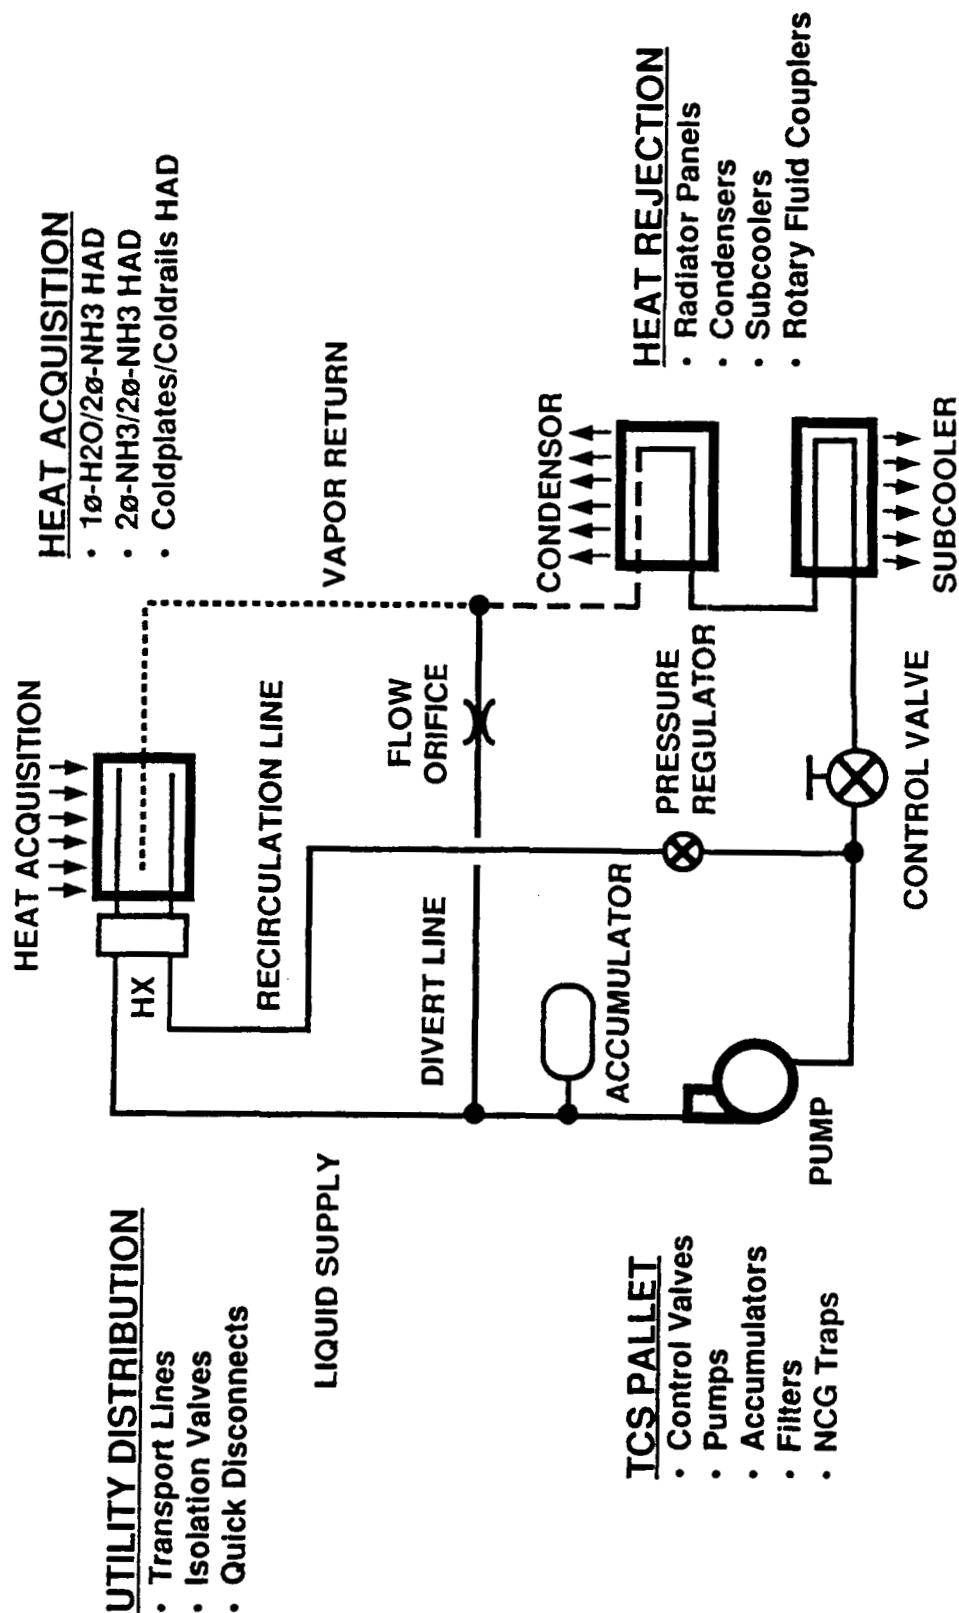 UTILITY DISTRIBUTION
· Transport Lines
· Isolation Valves
· Quick Disconnects
HEAT ACQUISITION
HEAT ACQUISITION
· 1ø-H2O/2ø-NH3 HAD
· 2ø-NH3/2ø-NH3 HAD
· Coldplates/Coldrails HAD
HX
LIQUID SUPPLY
RECIRCULATION LINE
VAPOR RETURN
DIVERT LINE
FLOW
ORIFICE
ACCUMULATOR
PRESSURE
REGULATOR
CONDENSOR
TCS PALLET
· Control Valves
· Pumps
· Accumulators
· Filters
· NCG Traps
PUMP
CONTROL VALVE
SUBCOOLER
HEAT REJECTION
· Radiator Panels
· Condensers
· Subcoolers
· Rotary Fluid Couplers